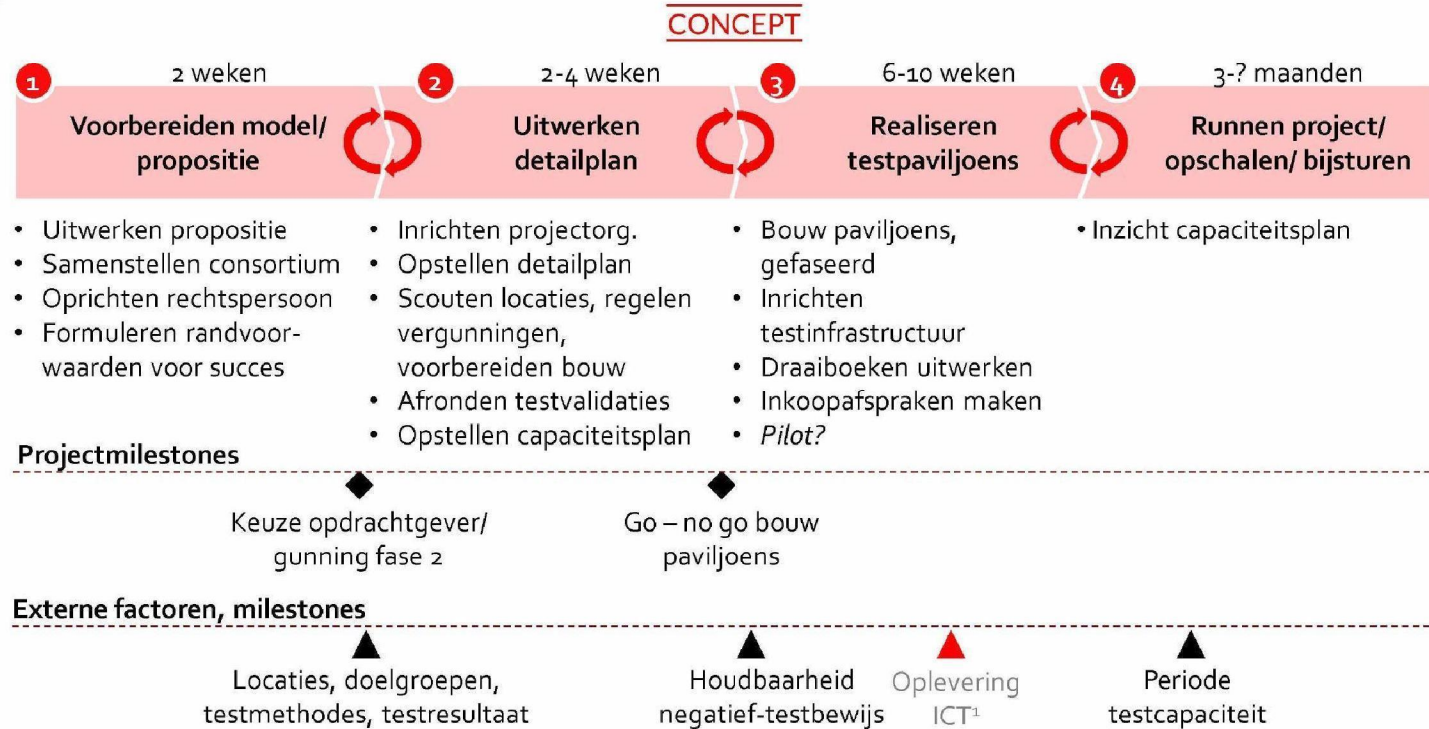 CONCEPT
1
2 weken
2
2-4 weken
3
6-10 weken
4
3-? maanden
Voorbereiden model/
propositie
Uitwerken
detailplan
Realiseren
testpaviljoens
Runnen project/
opschalen/ bijsturen
• Uitwerken propositie
• Samenstellen consortium
• Oprichten rechtspersoon
• Formuleren randvoor-
waarden voor succes
• Inrichten projectorg.
• Opstellen detailplan
• Scouten locaties, regelen
vergunningen,
voorbereiden bouw
• Afronden testvalidaties
• Opstellen capaciteitsplan
• Bouw paviljoens,
gefaseerd
• Inrichten
testinfrastructuur
• Draaiboeken uitwerken
• Inkoopafspraken maken
• Pilot?
• Inzicht capaciteitsplan
Projectmilestones
Keuze opdrachtgever/
gunning fase 2
Go – no go bouw
paviljoens
Externe factoren, milestones
Locaties, doelgroepen,
testmethodes, testresultaat
Houdbaarheid
negatief-testbewijs
Oplevering
ICT¹
Periode
testcapaciteit